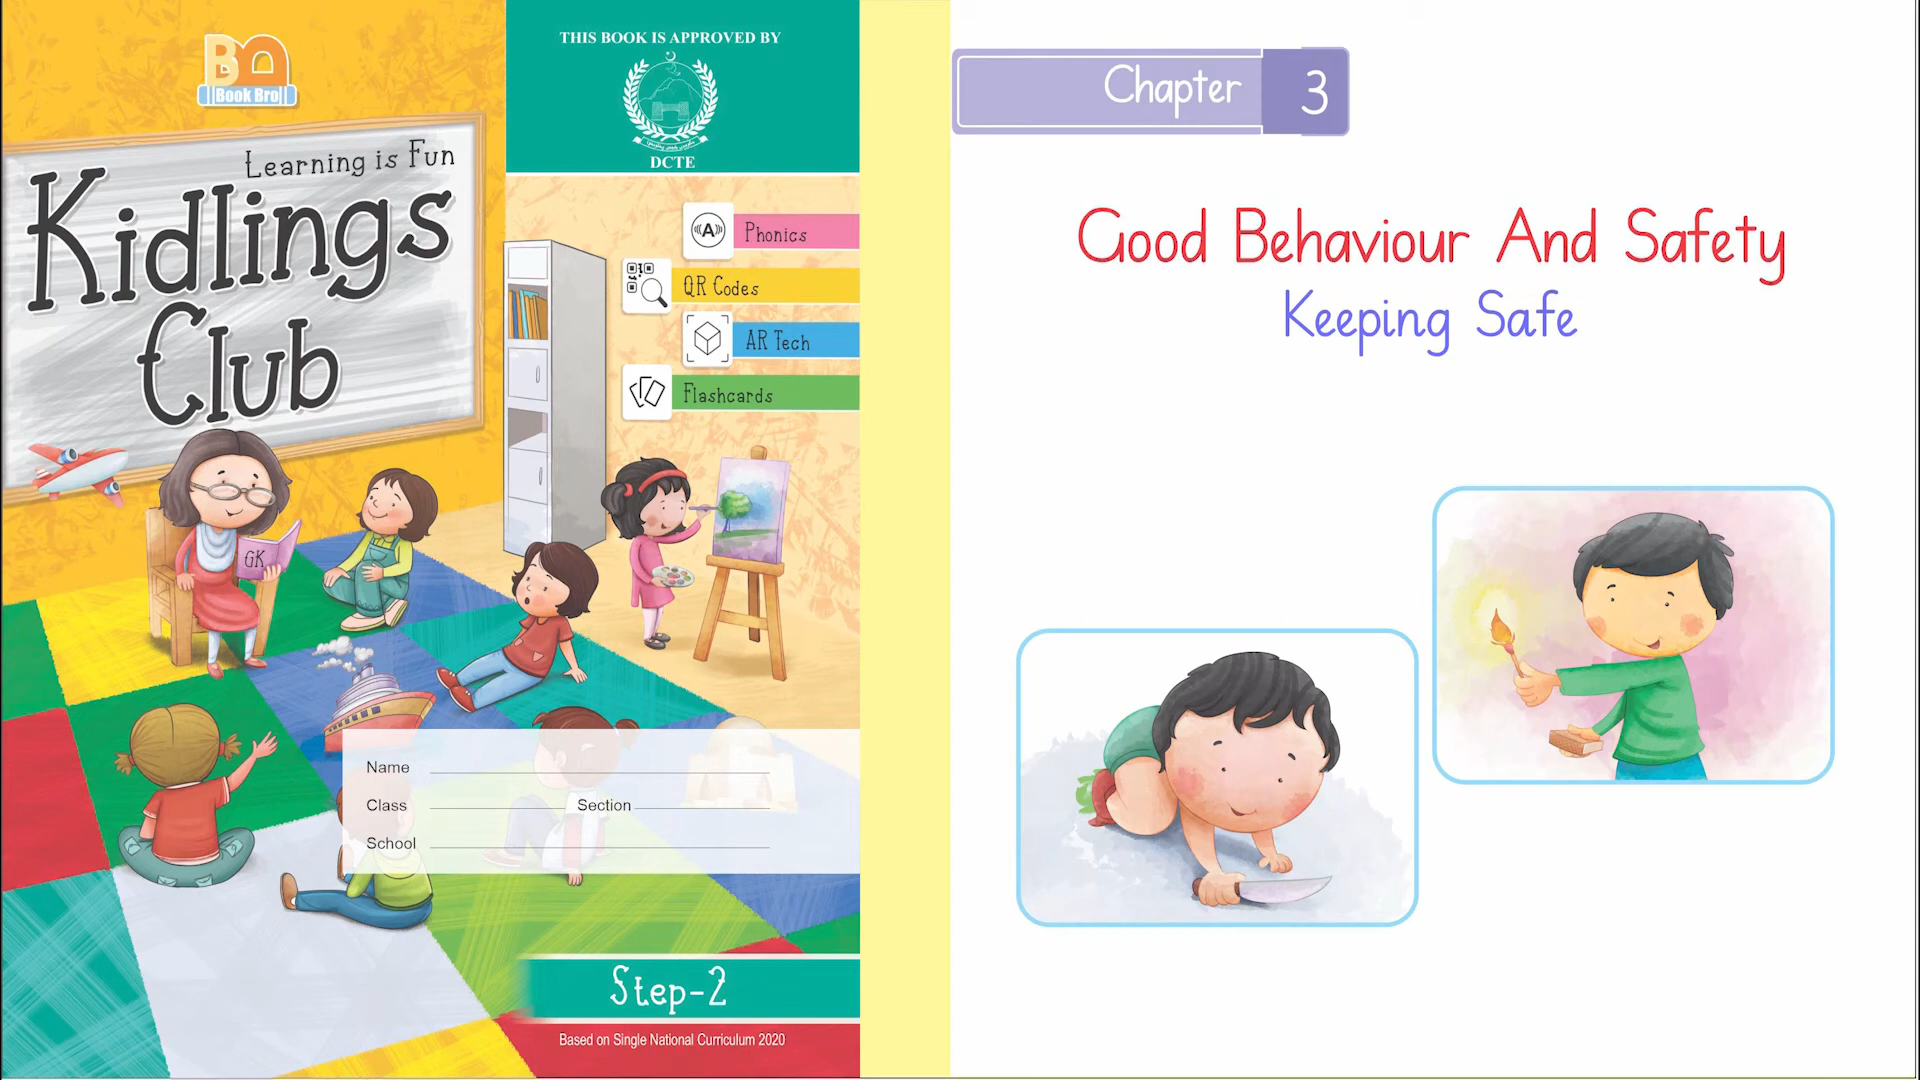 BD
Book Bro
THIS BOOK IS APPROVED BY
DCTE
Learning is Fun
Kidlings
Club
Phonics
QR Codes
AR Tech
Flashcards
A
GK
Name
Class Section
School
Step-2
Based on Single National Curriculum 2020
Chapter 3
Good Behaviour And Safety
Keeping Safe